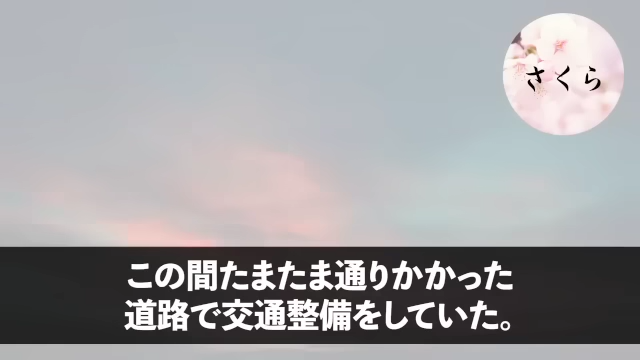 さくら
この間たまたま通りかかった
道路で交通整備をしていた。